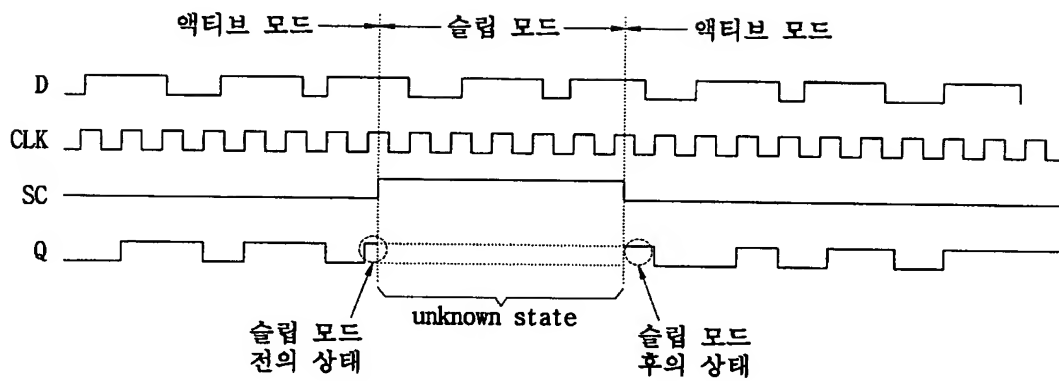 액티브 모드 슬립 모드 액티브 모드
D
CLK
SC
Q
unknown state
슬립 모드
전의 상태
슬립 모드
후의 상태